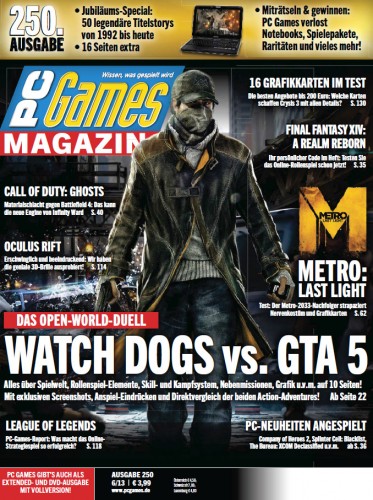 250.
AUSGABE
• Jubiläums-Special:
50 legendäre Titelstorys
von 1992 bis heute
• 16 Seiten extra
• Miträtseln & gewinnen:
PC Games verlost
Notebooks, Spielepakete,
Raritäten und vieles mehr!
Wissen, was gespielt wird
PC Games
MAGAZIN
16 GRAFIKKARTEN IM TEST
Die besten Angebote bis 200 Euro: Welche Karten
schaffen Crysis 3 mit allen Details? S. 130
FINAL FANTASY XIV:
A REALM REBORN
Ihr persönlicher Code im Heft: Testen Sie
das Online-Rollenspiel schon jetzt! S. 35
CALL OF DUTY: GHOSTS
Materialschlacht gegen Battlefield 4: Das kann
die neue Engine von Infinity Ward S. 40
OCULUS RIFT
Erschwinglich und beeindruckend: Wir haben
die geniale 3D-Brille ausprobiert! S. 114
METRO
LAST LIGHT
METRO:
LAST LIGHT
Test: Der Metro-2033-Nachfolger strapaziert
Nervenkostüm und Grafikkarten S. 62
DAS OPEN-WORLD-DUELL
WATCH DOGS vs. GTA 5
Alles über Spielwelt, Rollenspiel-Elemente, Skill- und Kampfsystem, Nebenmissionen, Grafik u.v.m. auf 10 Seiten!
Mit exklusiven Screenshots, Anspiel-Eindrücken und Direktvergleich der beiden Action-Adventures! Ab Seite 22
LEAGUE OF LEGENDS
PC-Games-Report: Was macht das Online-
Strategiespiel so erfolgreich? S. 118
PC-NEUHEITEN ANGESPIELT
Company of Heroes 2, Splinter Cell: Blacklist,
The Bureau: XCOM Declassified u.v.m. ab S. 36
PC GAMES GIBT'S AUCH ALS
EXTENDED- UND DVD-AUSGABE
MIT VOLLVERSION!
AUSGABE 250
6/13 | € 3,99
www.pcgames.de